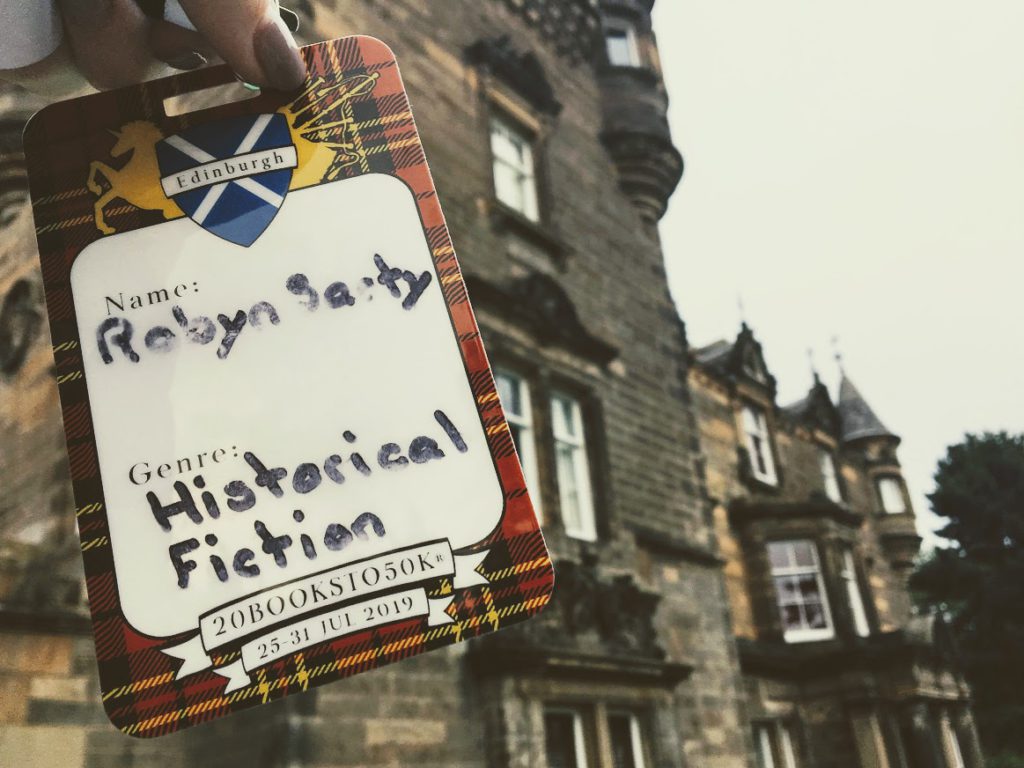 Edinburgh
Name:
Robyn Sarty
Genre:
Historical
Fiction
20BOOKSTO50K®
25-31 JUL 2019